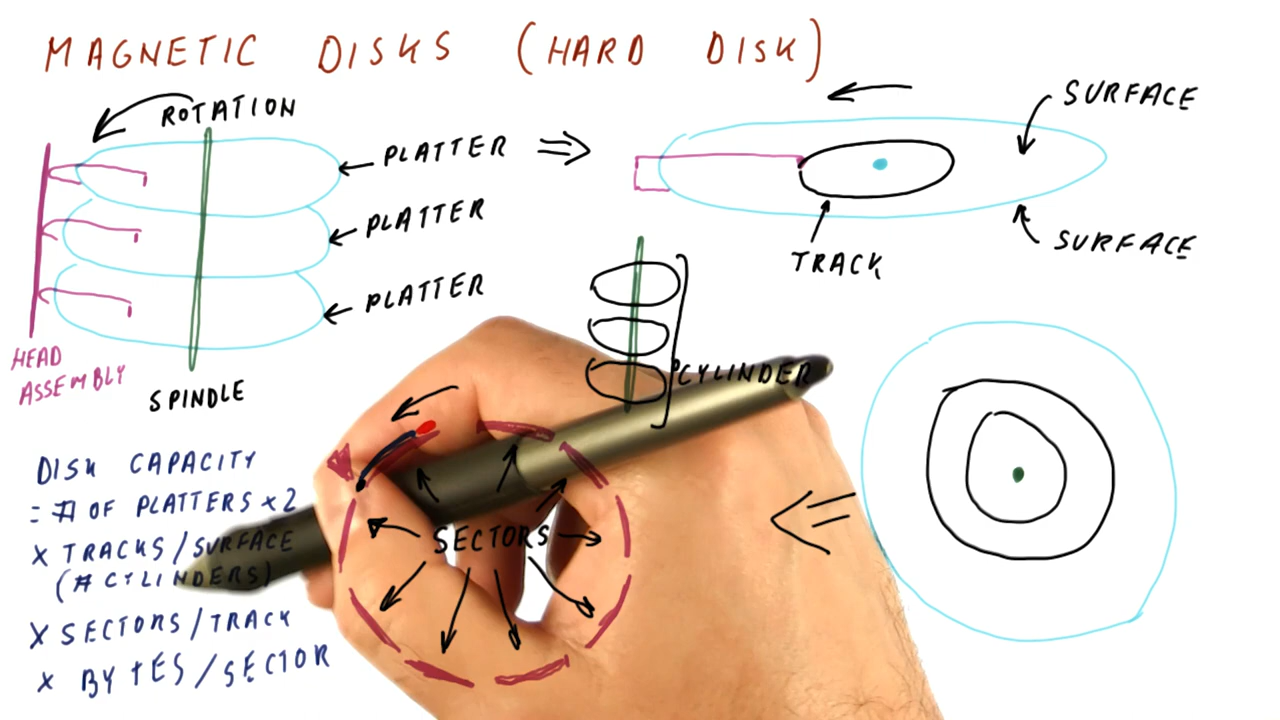 MAGNETIC DISKS (HARD DISK)
ROTATION
PLATTER
PLATTER
PLATTER
HEAD
ASSEMBLY
SPINDLE
⇒
SURFACE
SURFACE
TRACK
CYLINDER
DISK CAPACITY
= # OF PLATTERS × 2
× TRACKS / SURFACE
(# CYLINDERS)
× SECTORS / TRACK
× BYTES / SECTOR
SECTORS